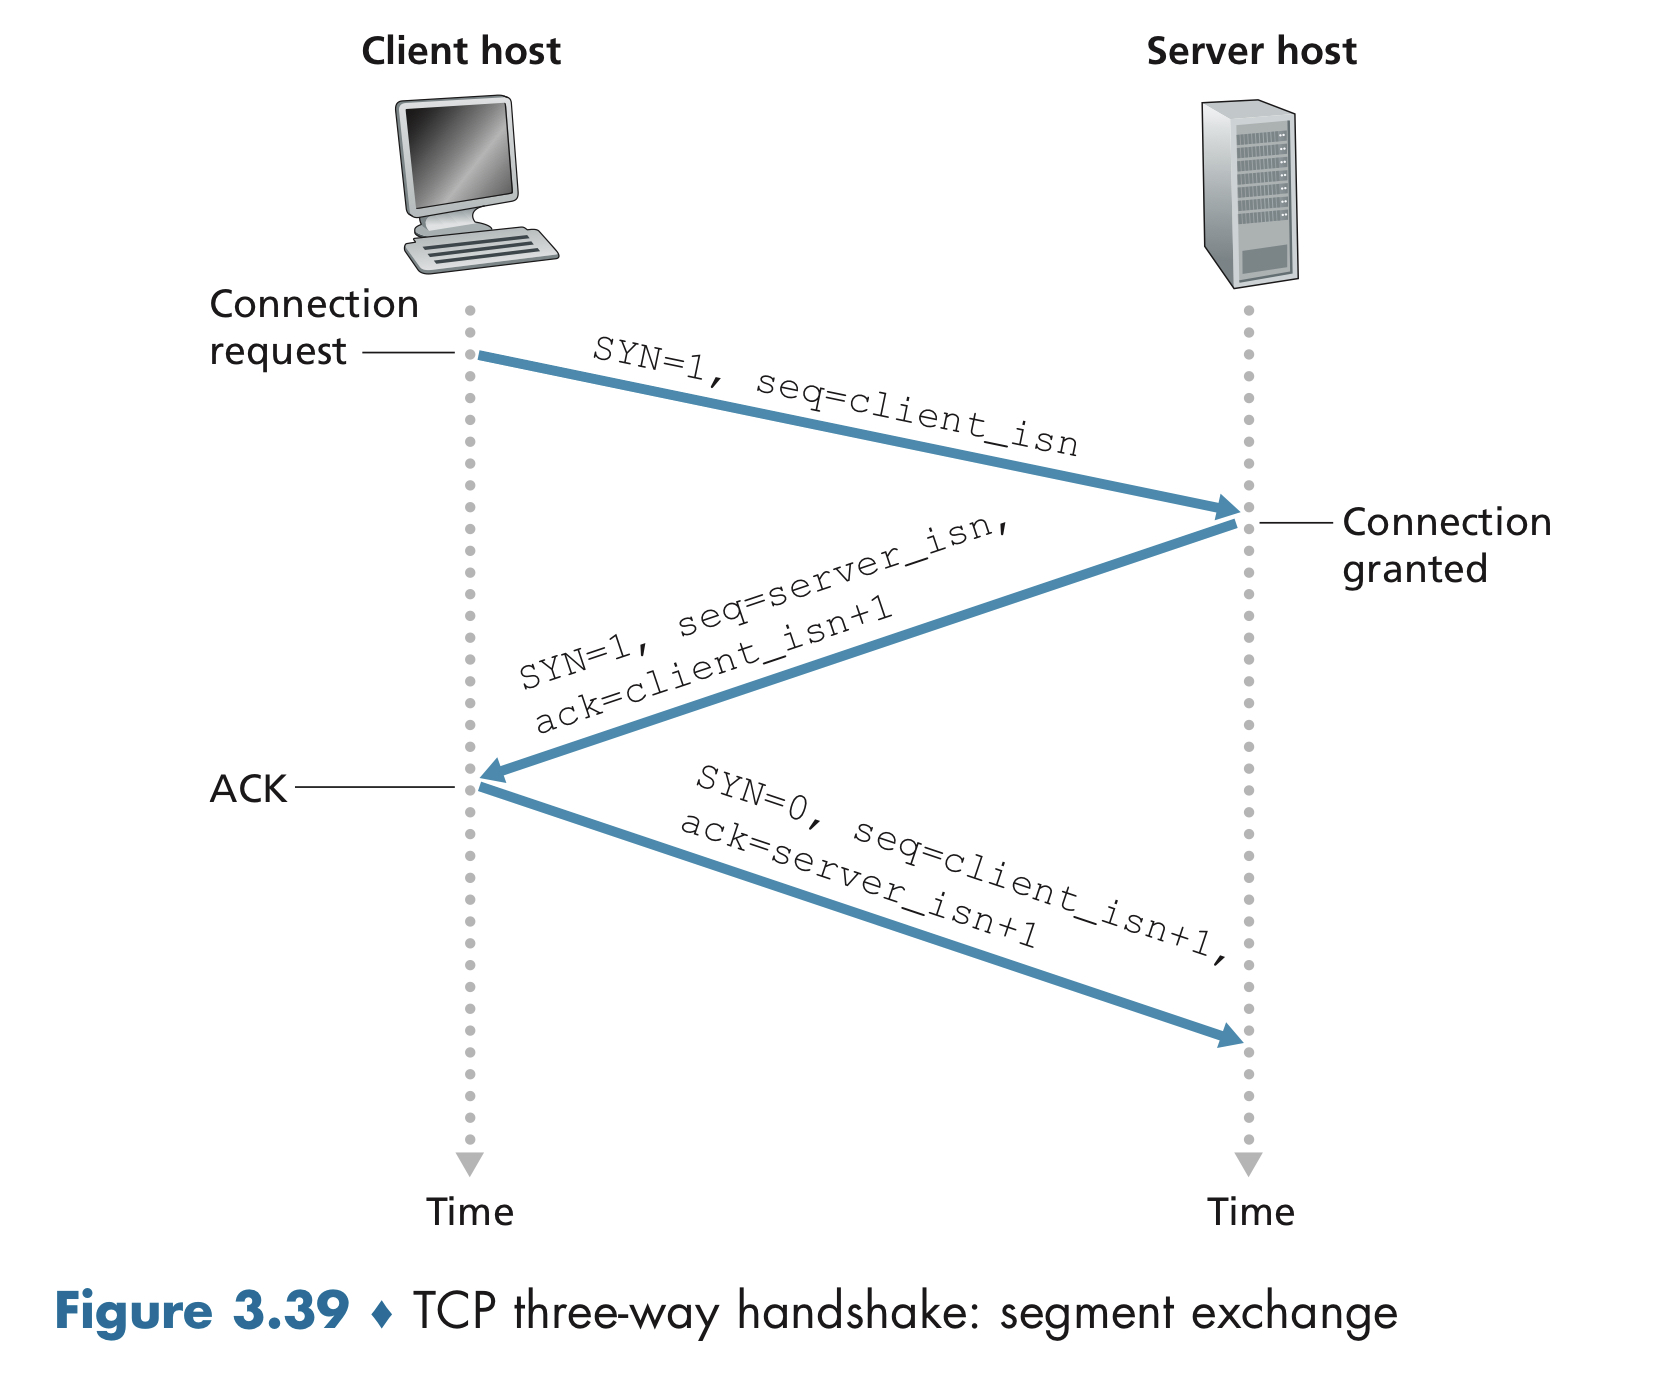 Client host
Server host
Connection
request
SYN=1, seq=client_isn
Connection
granted
SYN=1, seq=server_isn,
ack=client_isn+1
ACK
SYN=0, seq=client_isn+1,
ack=server_isn+1
Time
Time
Figure 3.39 ♦ TCP three-way handshake: segment exchange